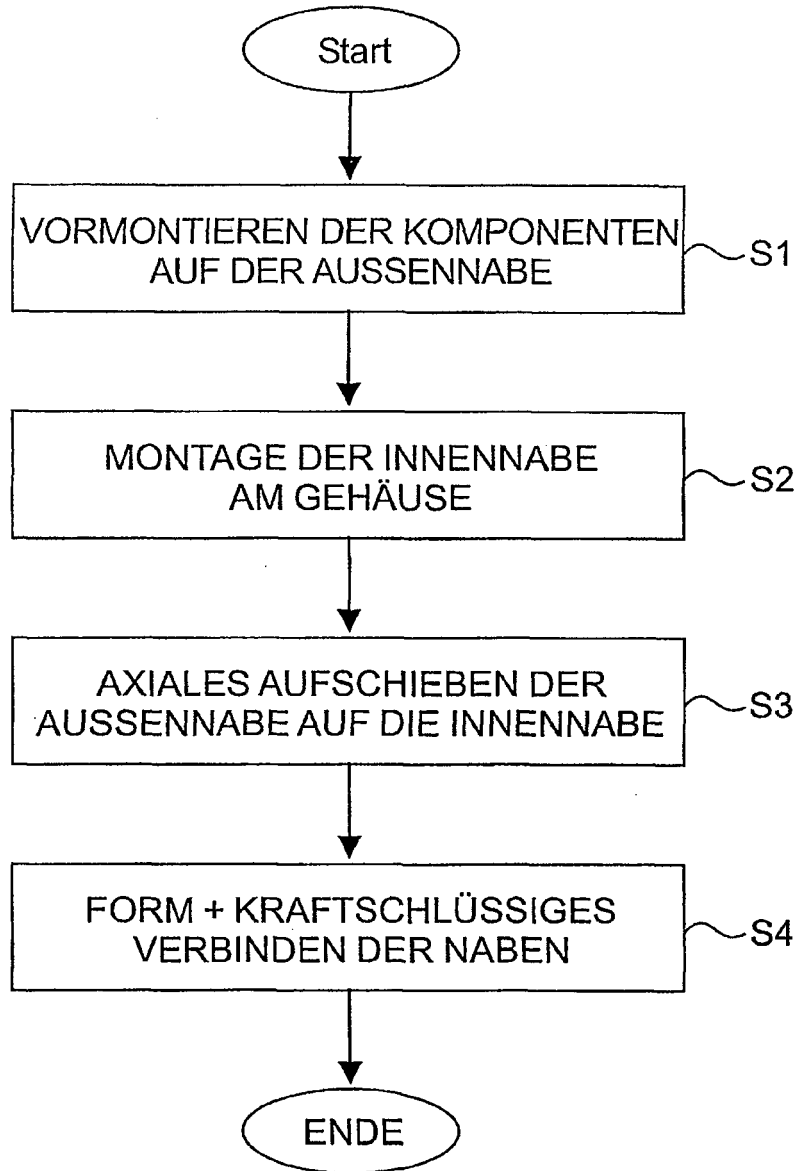 Start
VORMONTIEREN DER KOMPONENTEN
AUF DER AUSSENNABE
S1
MONTAGE DER INNENNABE
AM GEHÄUSE
S2
AXIALES AUFSCHIEBEN DER
AUSSENNABE AUF DIE INNENNABE
S3
FORM + KRAFTSCHLÜSSIGES
VERBINDEN DER NABEN
S4
ENDE